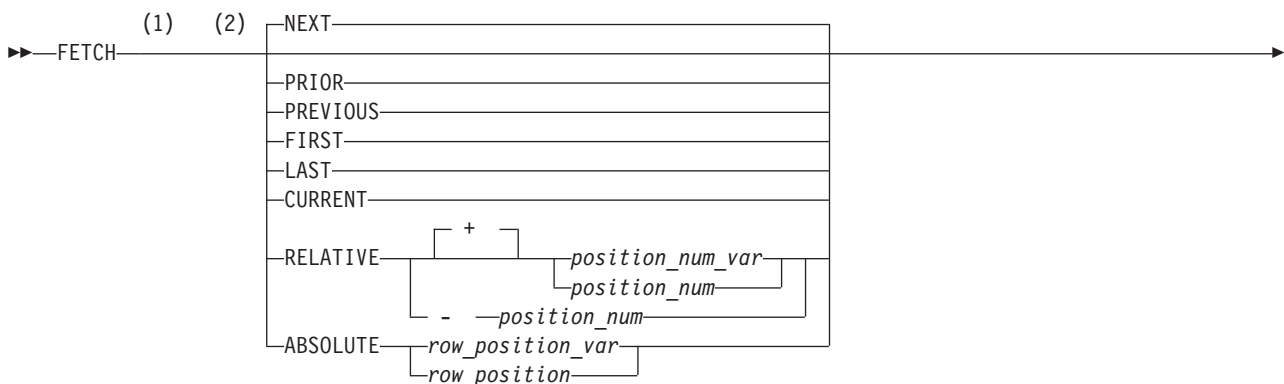 (1) (2) NEXT
FETCH
PRIOR
PREVIOUS
FIRST
LAST
CURRENT
+
RELATIVE position_num_var
position_num
- position_num
ABSOLUTE row_position_var
row_position